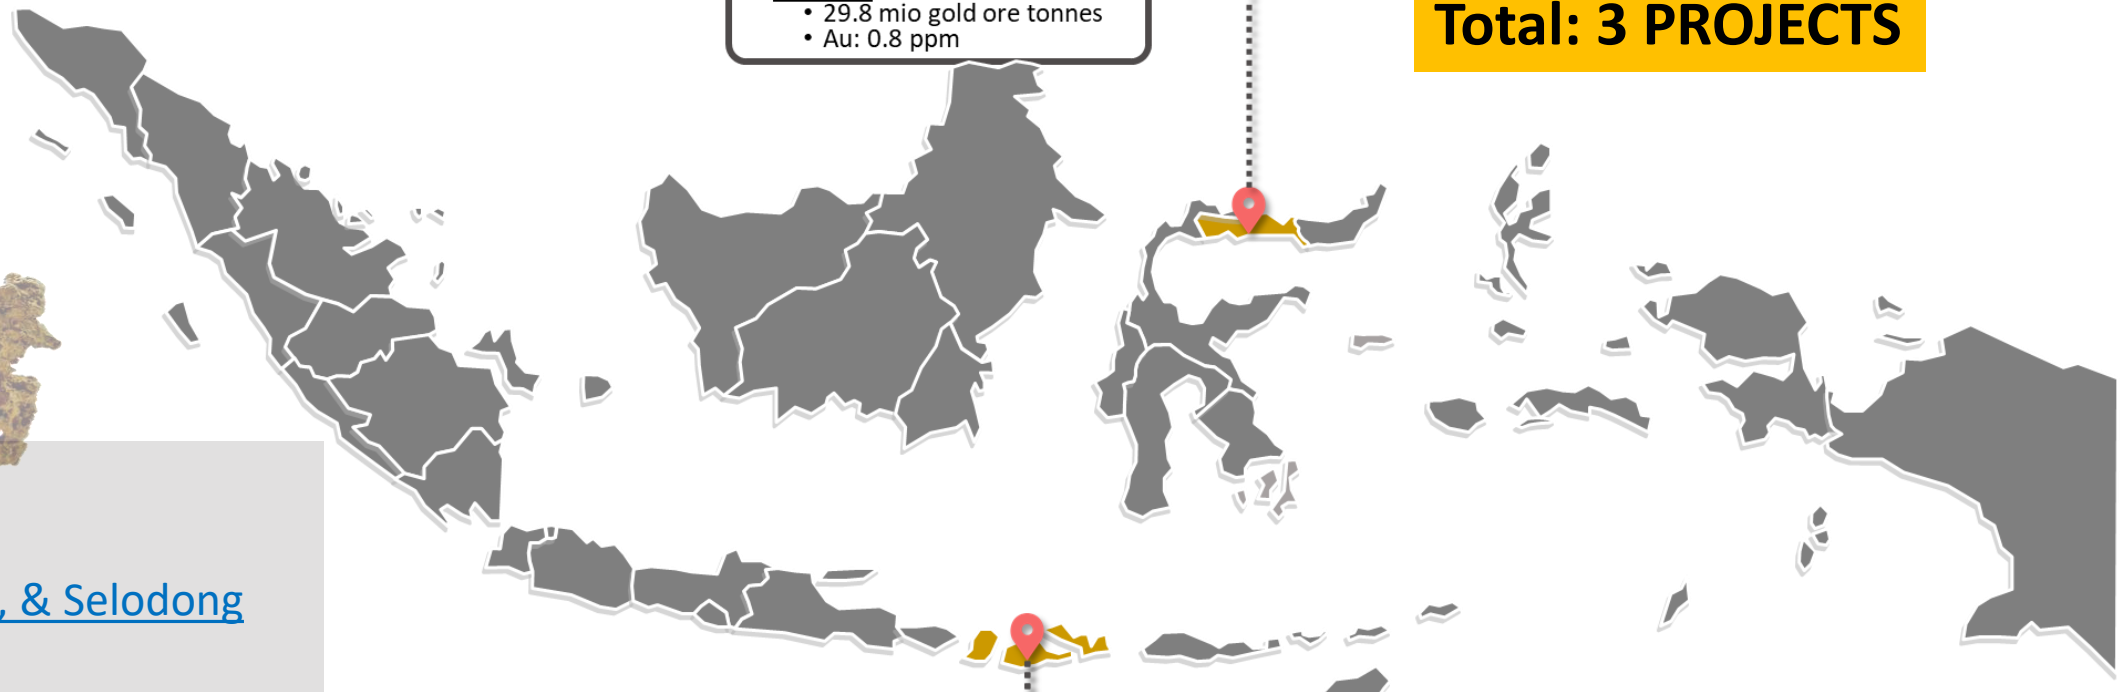 • 29.8 mio gold ore tonnes
• Au: 0.8 ppm
Total: 3 PROJECTS
, & Selodong